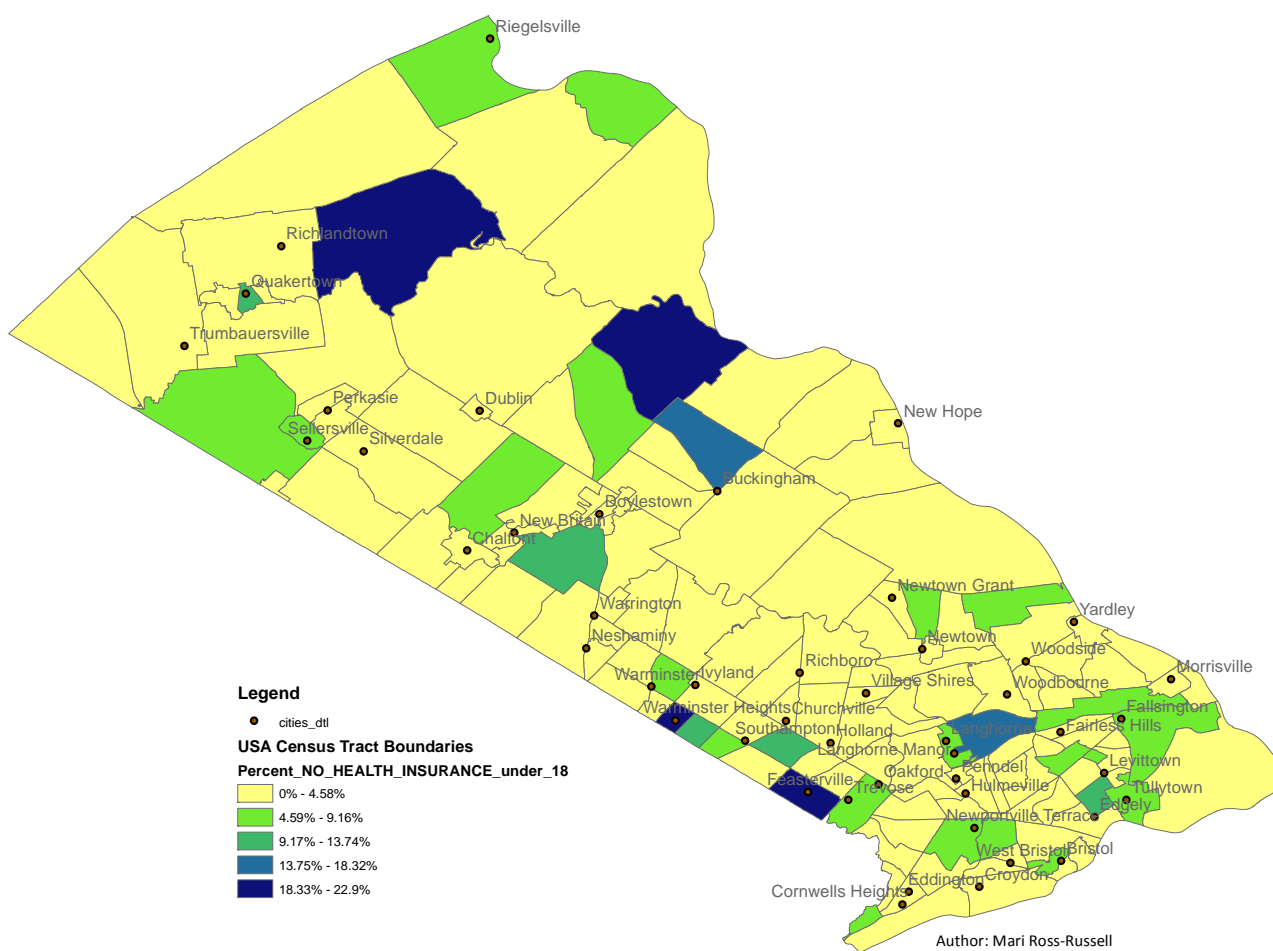 Riegelsville
Richlandtown
Quakertown
Trumbauersville
Perkasie
Dublin
New Hope
Sellersville
Silverdale
Buckingham
Doylestown
New Britain
Chalfont
Newtown Grant
Warrington
Yardley
Neshaminy
Newtown
Woodside
Richboro
Morrisville
Warminster
Ivyland
Village Shires
Woodbourne
Warminster Heights
Churchville
Fallsington
Southampton
Holland
Langhorne
Fairless Hills
Langhorne Manor
Levittown
Feasterville
Trevose
Oakford
Penndel
Hulmeville
Tullytown
Edgely
Newportville Terrace
West Bristol
Bristol
Cornwells Heights
Eddington
Croydon
Legend
cities_dtl
USA Census Tract Boundaries
Percent_NO_HEALTH_INSURANCE_under_18
0% - 4.58%
4.59% - 9.16%
9.17% - 13.74%
13.75% - 18.32%
18.33% - 22.9%
Author: Mari Ross-Russell